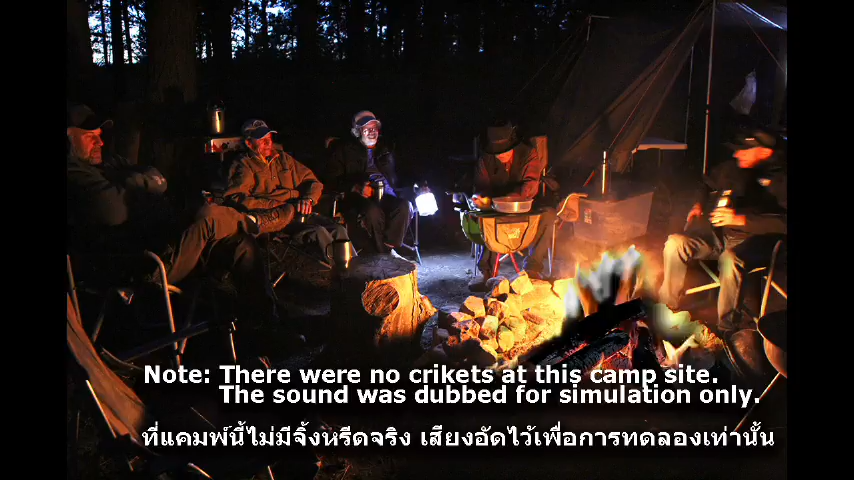 Note: There were no crikets at this camp site.
The sound was dubbed for simulation only.
ที่แคมพ์นี้ไม่มีจิ้งหรีดจริง เสียงอัดไว้เพื่อการทดลองเท่านั้น